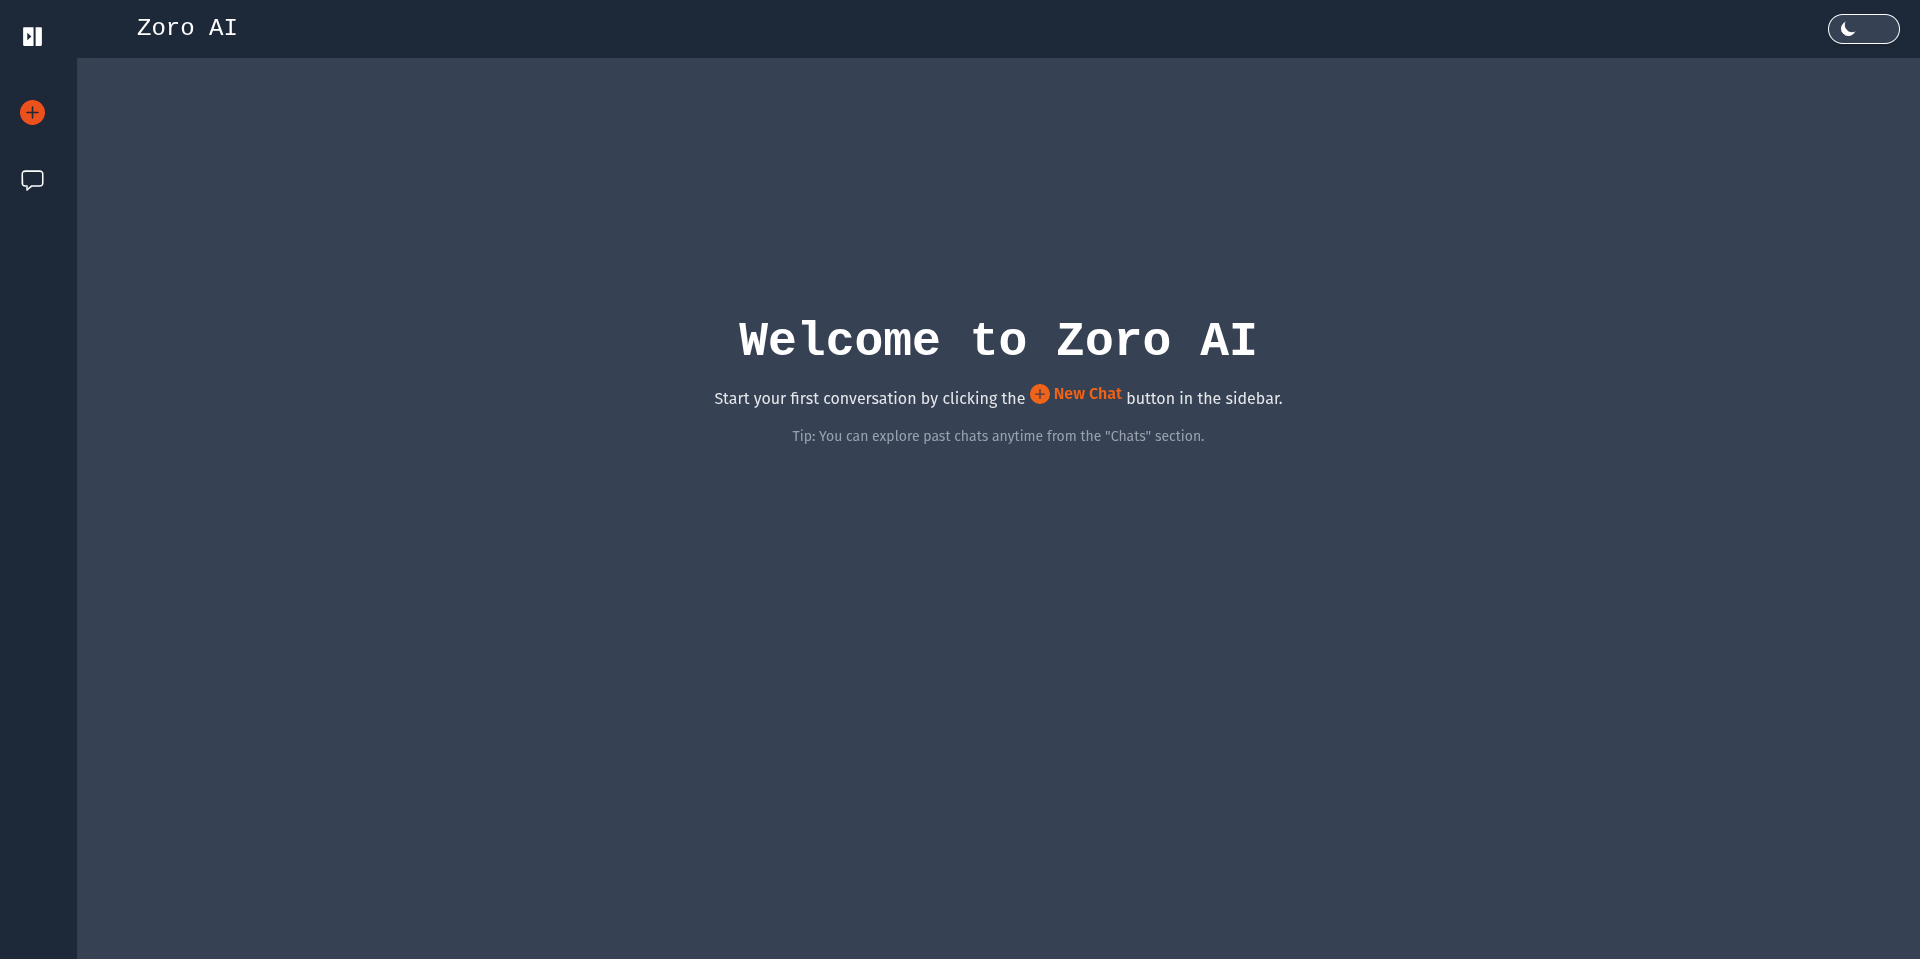 Zoro AI
Welcome to Zoro AI
Start your first conversation by clicking the New Chat button in the sidebar.
Tip: You can explore past chats anytime from the "Chats" section.